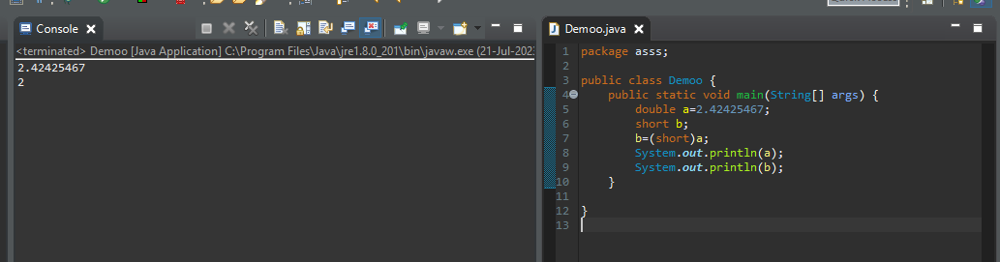 Console
<terminated> Demoo [Java Application] C:\Program Files\Java\jre1.8.0_201\bin\javaw.exe (21-Jul-202
2.42425467
2
Demoo.java
1 package asss;
2
3 public class Demoo {
4 public static void main(String[] args) {
5 double a=2.42425467;
6 short b;
7 b=(short)a;
8 System.out.println(a);
9 System.out.println(b);
10 }
11
12 }
13